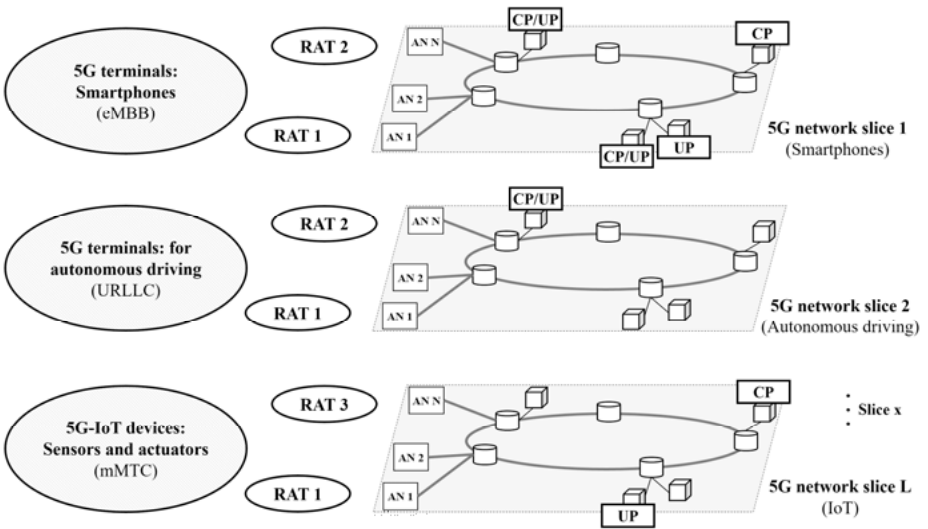 5G terminals:
Smartphones
(eMBB)
RAT 2
RAT 1
AN N
AN 2
AN 1
CP/UP
CP
CP/UP
UP
5G network slice 1
(Smartphones)
5G terminals: for
autonomous driving
(URLLC)
RAT 2
RAT 1
AN N
AN 2
AN 1
CP/UP
5G network slice 2
(Autonomous driving)
5G-IoT devices:
Sensors and actuators
(mMTC)
RAT 3
RAT 1
AN N
AN 2
AN 1
CP
UP
Slice x
5G network slice L
(IoT)